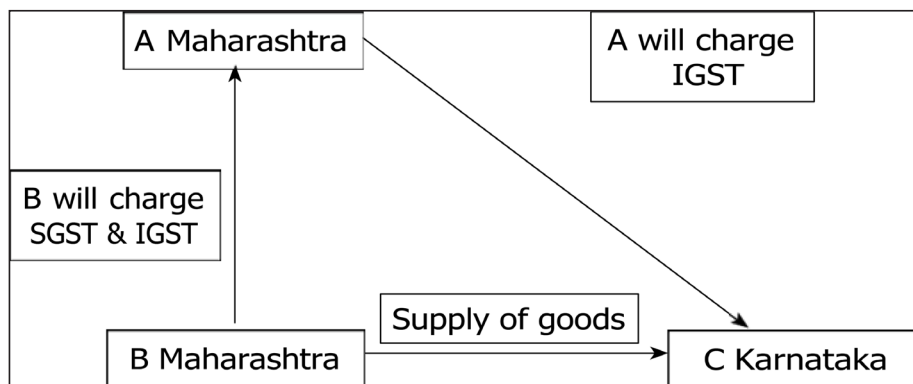 A Maharashtra
A will charge
IGST
B will charge
SGST & IGST
Supply of goods
B Maharashtra
C Karnataka